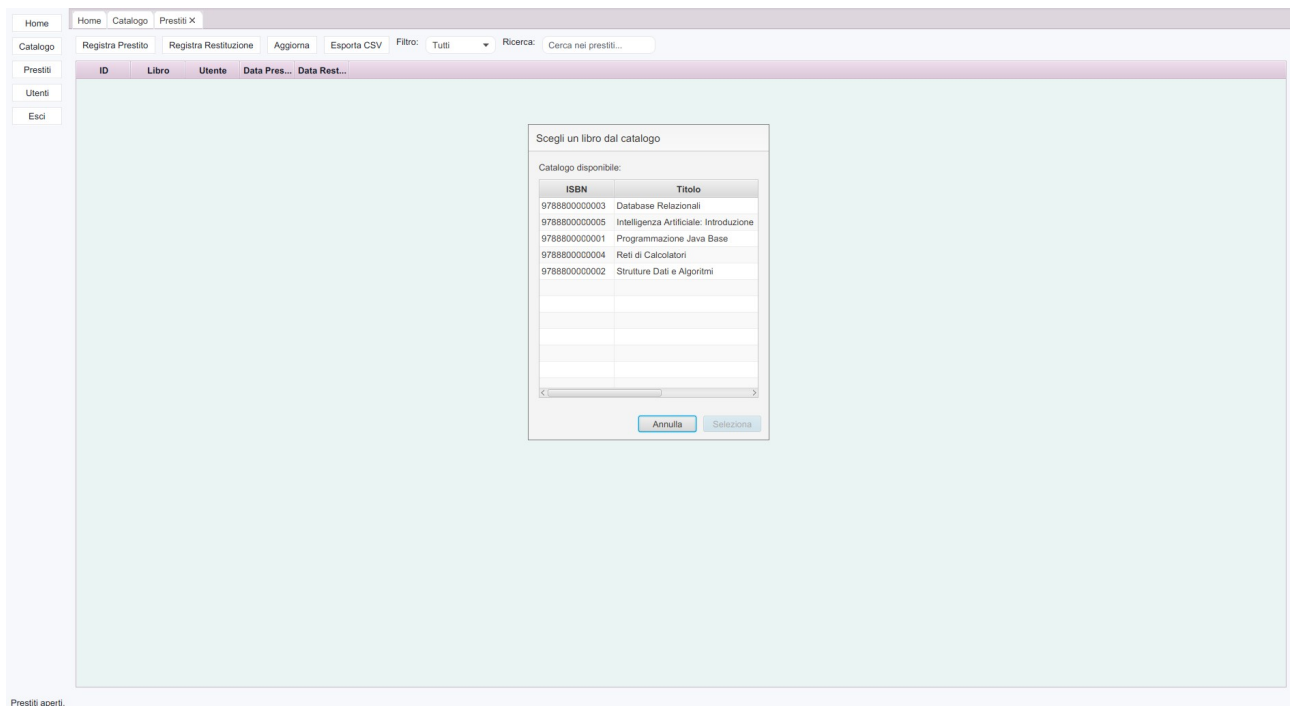 Home
Catalogo
Prestiti
Utenti
Esci
Home Catalogo Prestiti ✕
Registra Prestito Registra Restituzione Aggiorna Esporta CSV Filtro: Tutti Ricerca: Cerca nei prestiti...
ID Libro Utente Data Pres... Data Rest...
Scegli un libro dal catalogo
Catalogo disponibile:
ISBN Titolo
9788800000003 Database Relazionali
9788800000005 Intelligenza Artificiale: Introduzione
9788800000001 Programmazione Java Base
9788800000004 Reti di Calcolatori
9788800000002 Strutture Dati e Algoritmi
Annulla Seleziona
Prestiti aperti.